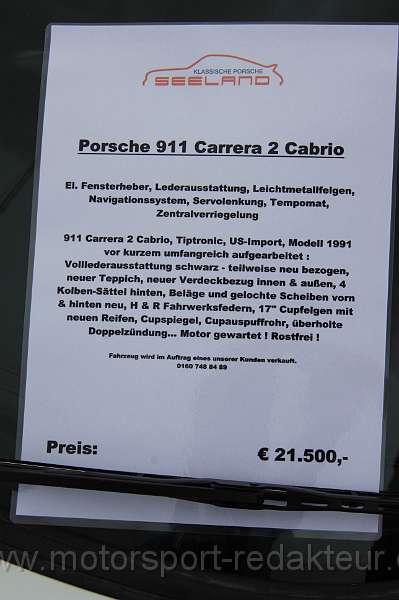 KLASSISCHE PORSCHE
SEELAND
Porsche 911 Carrera 2 Cabrio
El. Fensterheber, Lederausstattung, Leichtmetallfelgen,
Navigationssystem, Servolenkung, Tempomat,
Zentralverriegelung
911 Carrera 2 Cabrio, Tiptronic, US-Import, Modell 1991
vor kurzem umfangreich aufgearbeitet :
Volllederausstattung schwarz - teilweise neu bezogen,
neuer Teppich, neuer Verdeckbezug innen & außen, 4
Kolben-Sättel hinten, Beläge und gelochte Scheiben vorn
& hinten neu, H & R Fahrwerksfedern, 17" Cupfelgen mit
neuen Reifen, Cupspiegel, Cupauspuffrohr, überholte
Doppelzündung... Motor gewartet ! Rostfrei !
Fahrzeug wird im Auftrag eines unserer Kunden verkauft.
0160 748 84 89
Preis: € 21.500,-
www.motorsport-redakteur.